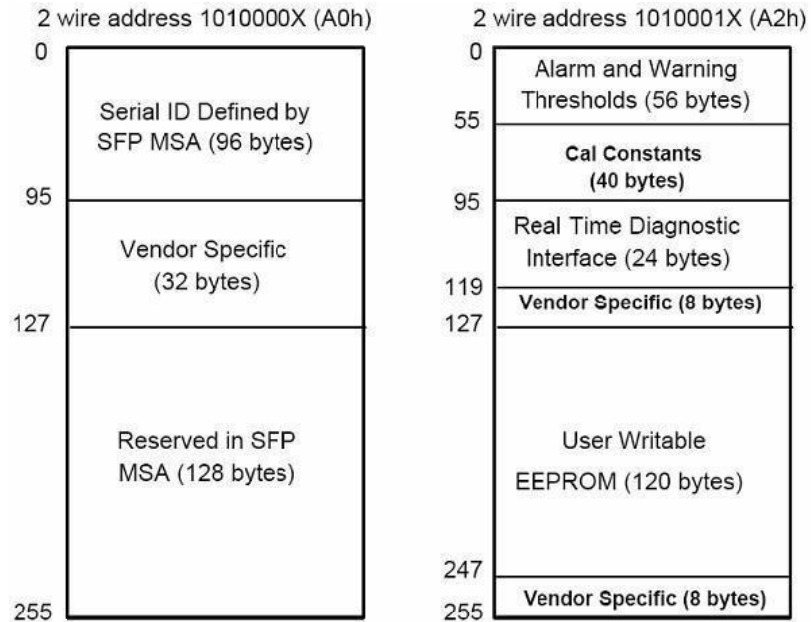 2 wire address 1010000X (A0h)
0
Serial ID Defined by
SFP MSA (96 bytes)
95
Vendor Specific
(32 bytes)
127
Reserved in SFP
MSA (128 bytes)
255
2 wire address 1010001X (A2h)
0
Alarm and Warning
Thresholds (56 bytes)
55
Cal Constants
(40 bytes)
95
Real Time Diagnostic
Interface (24 bytes)
119
Vendor Specific (8 bytes)
127
User Writable
EEPROM (120 bytes)
247
Vendor Specific (8 bytes)
255